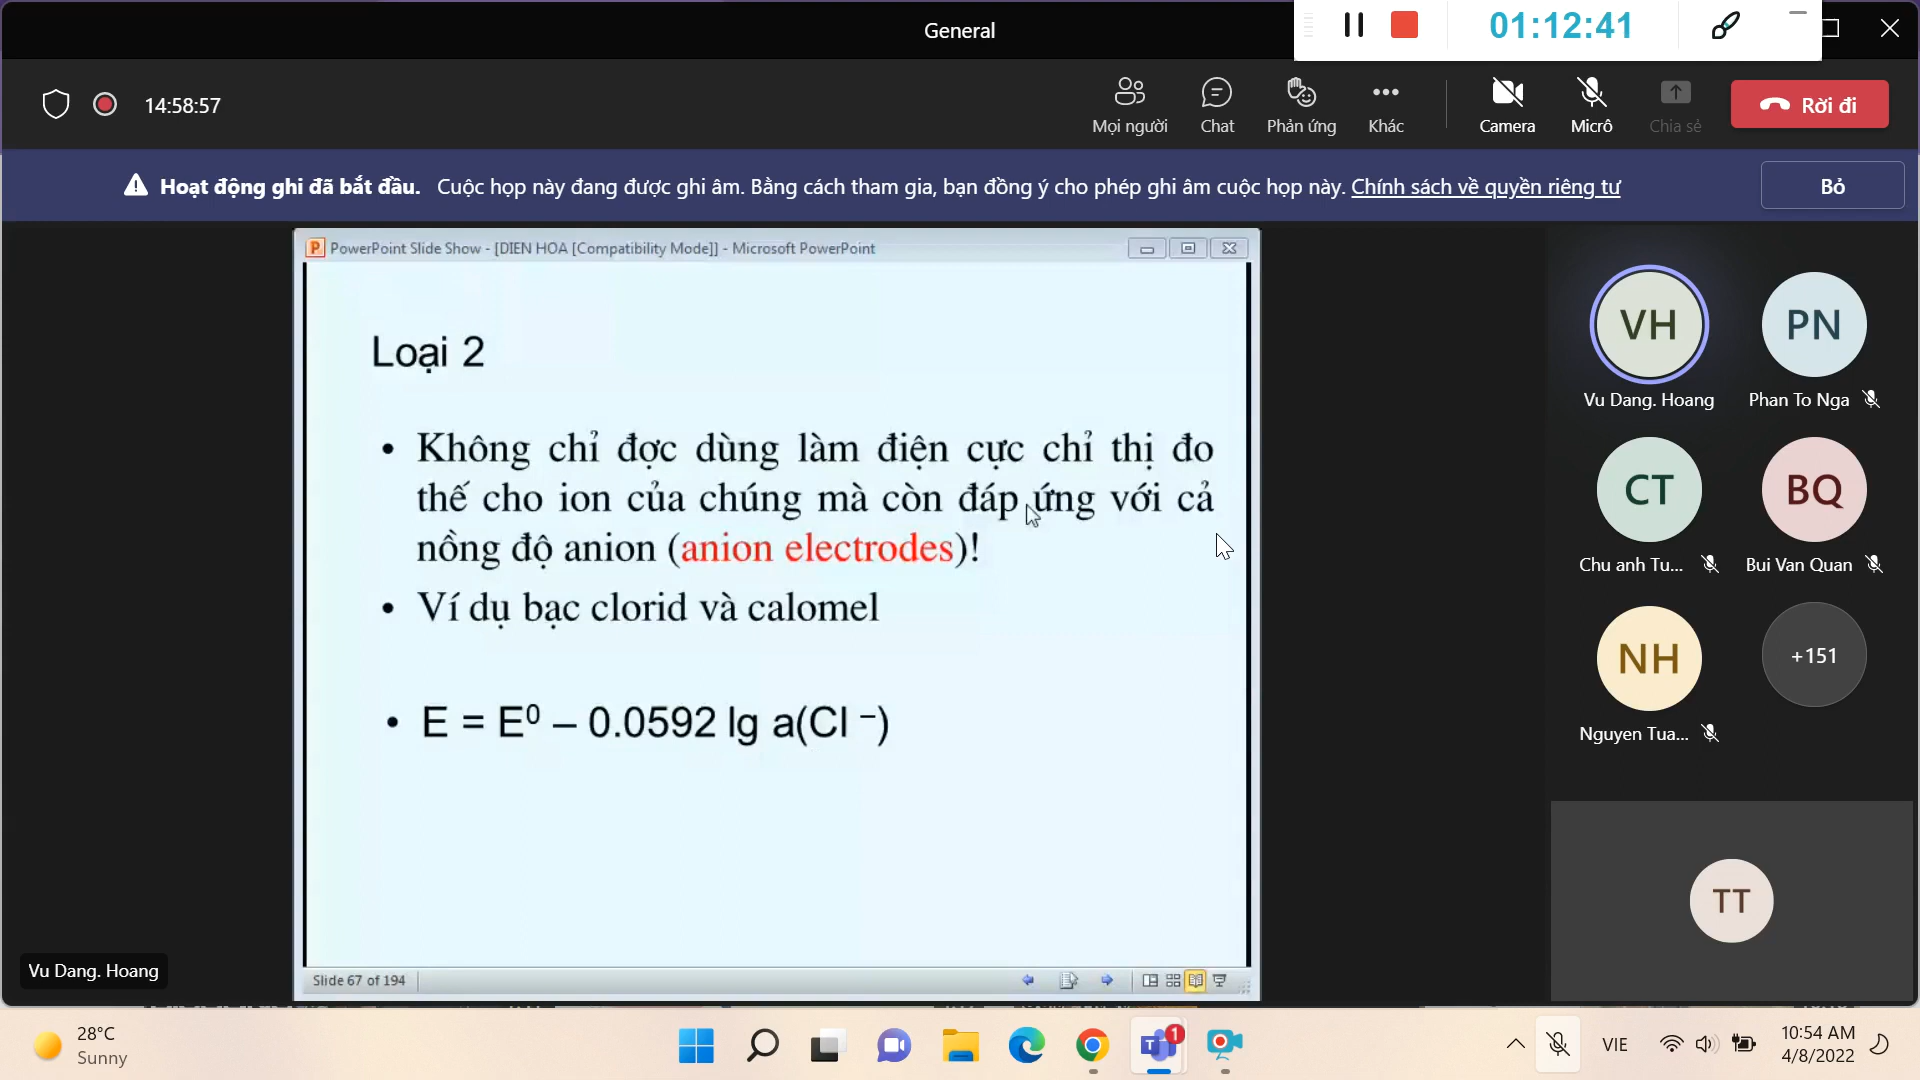 General
01:12:41
14:58:57
Mọi người
Chat
Phản ứng
Khác
Camera
Micrô
Chia sẻ
Rời đi
Hoạt động ghi đã bắt đầu. Cuộc họp này đang được ghi âm. Bằng cách tham gia, bạn đồng ý cho phép ghi âm cuộc họp này. Chính sách về quyền riêng tư
Bỏ
PowerPoint Slide Show - [DIEN HOA [Compatibility Mode]] - Microsoft PowerPoint
Loại 2
• Không chỉ đợc dùng làm điện cực chỉ thị đo
thế cho ion của chúng mà còn đáp ứng với cả
nồng độ anion (anion electrodes)!
• Ví dụ bạc clorid và calomel
• E = E⁰ – 0.0592 lg a(Cl ⁻)
Slide 67 of 194
Vu Dang. Hoang
VH
PN
Vu Dang. Hoang
Phan To Nga
CT
BQ
Chu anh Tu...
Bui Van Quan
NH
+151
Nguyen Tua...
TT
28°C
Sunny
1
VIE
10:54 AM
4/8/2022